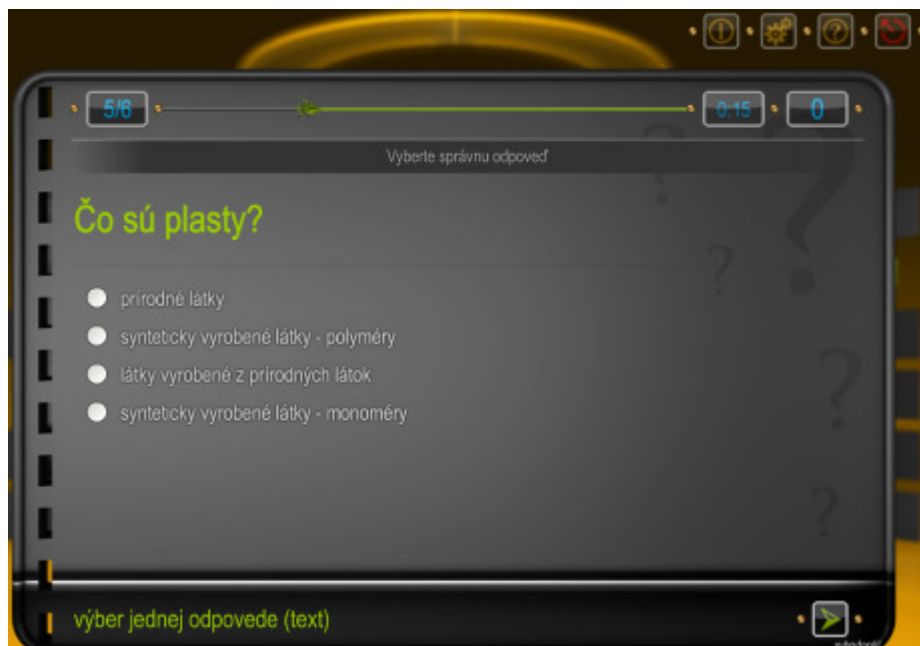 5/6
0:15
0
Vyberte správnu odpoveď
Čo sú plasty?
prírodné látky
synteticky vyrobené látky - polyméry
látky vyrobené z prírodných látok
synteticky vyrobené látky - monoméry
výber jednej odpovede (text)